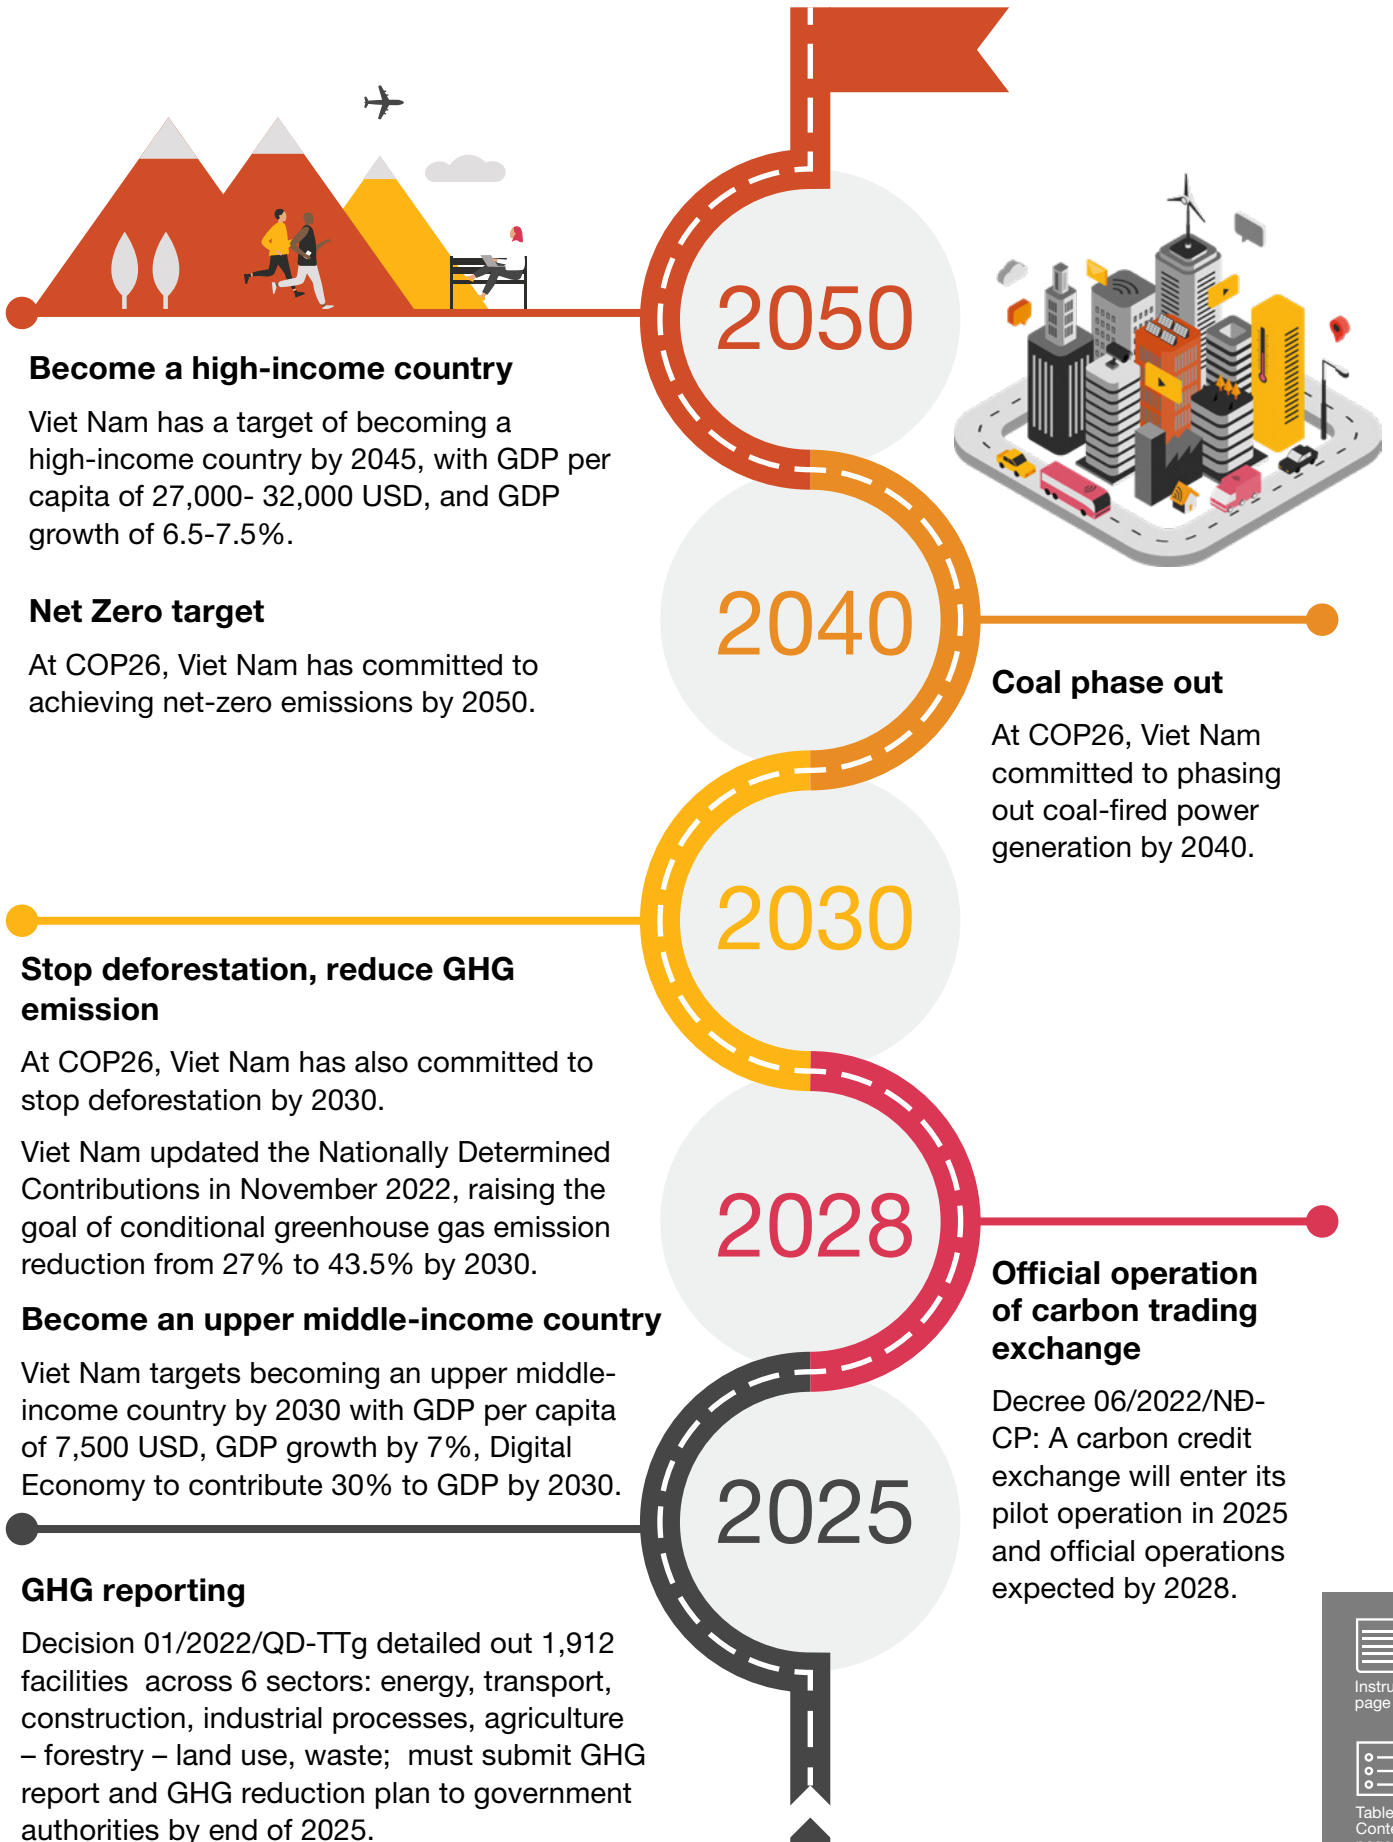 2050
Become a high-income country
Viet Nam has a target of becoming a
high-income country by 2045, with GDP per
capita of 27,000- 32,000 USD, and GDP
growth of 6.5-7.5%.
Net Zero target
At COP26, Viet Nam has committed to
achieving net-zero emissions by 2050.
2040
Coal phase out
At COP26, Viet Nam
committed to phasing
out coal-fired power
generation by 2040.
2030
Stop deforestation, reduce GHG
emission
At COP26, Viet Nam has also committed to
stop deforestation by 2030.
Viet Nam updated the Nationally Determined
Contributions in November 2022, raising the
goal of conditional greenhouse gas emission
reduction from 27% to 43.5% by 2030.
Become an upper middle-income country
Viet Nam targets becoming an upper middle-
income country by 2030 with GDP per capita
of 7,500 USD, GDP growth by 7%, Digital
Economy to contribute 30% to GDP by 2030.
2028
Official operation
of carbon trading
exchange
Decree 06/2022/NĐ-
CP: A carbon credit
exchange will enter its
pilot operation in 2025
and official operations
expected by 2028.
2025
GHG reporting
Decision 01/2022/QD-TTg detailed out 1,912
facilities across 6 sectors: energy, transport,
construction, industrial processes, agriculture
– forestry – land use, waste; must submit GHG
report and GHG reduction plan to government
authorities by end of 2025.
Instru
page
Table
Conte